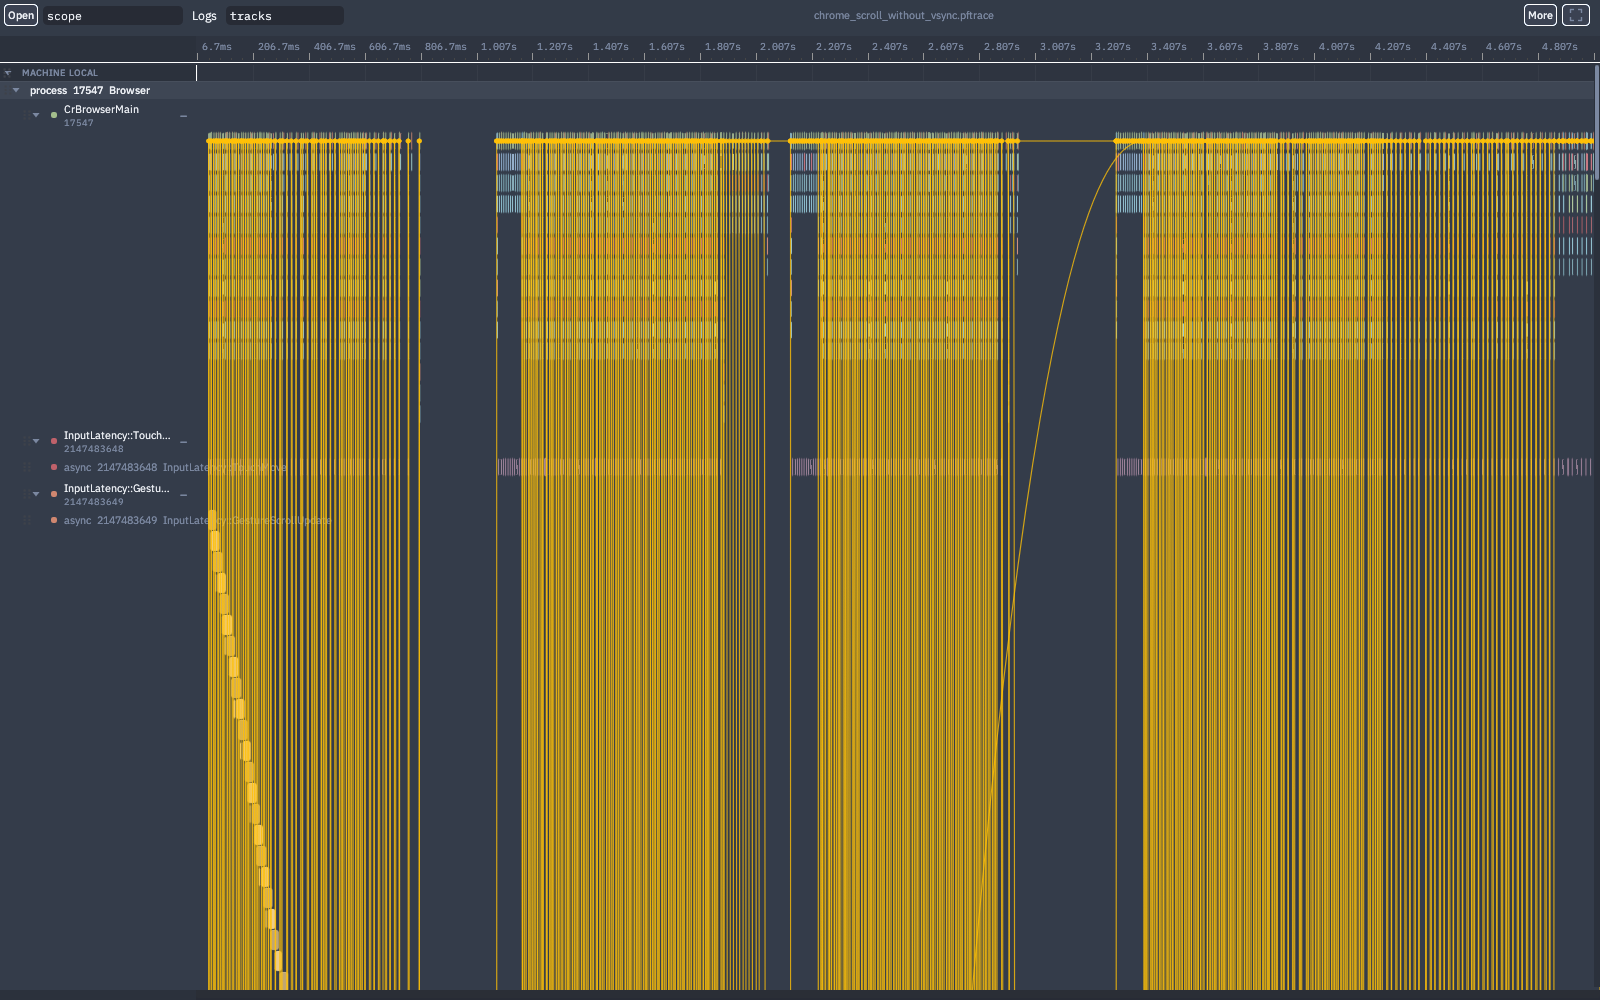 Open scope Logs tracks chrome_scroll_without_vsync.pftrace More
6.7ms 206.7ms 406.7ms 606.7ms 806.7ms 1.007s 1.207s 1.407s 1.607s 1.807s 2.007s 2.207s 2.407s 2.607s 2.807s 3.007s 3.207s 3.407s 3.607s 3.807s 4.007s 4.207s 4.407s 4.607s 4.807s
MACHINE LOCAL
process 17547 Browser
CrBrowserMain
17547
InputLatency::Touch...
2147483648
async 2147483648 InputLatency::TouchMove
InputLatency::Gestu...
2147483649
async 2147483649 InputLatency::GestureScrollUpdate